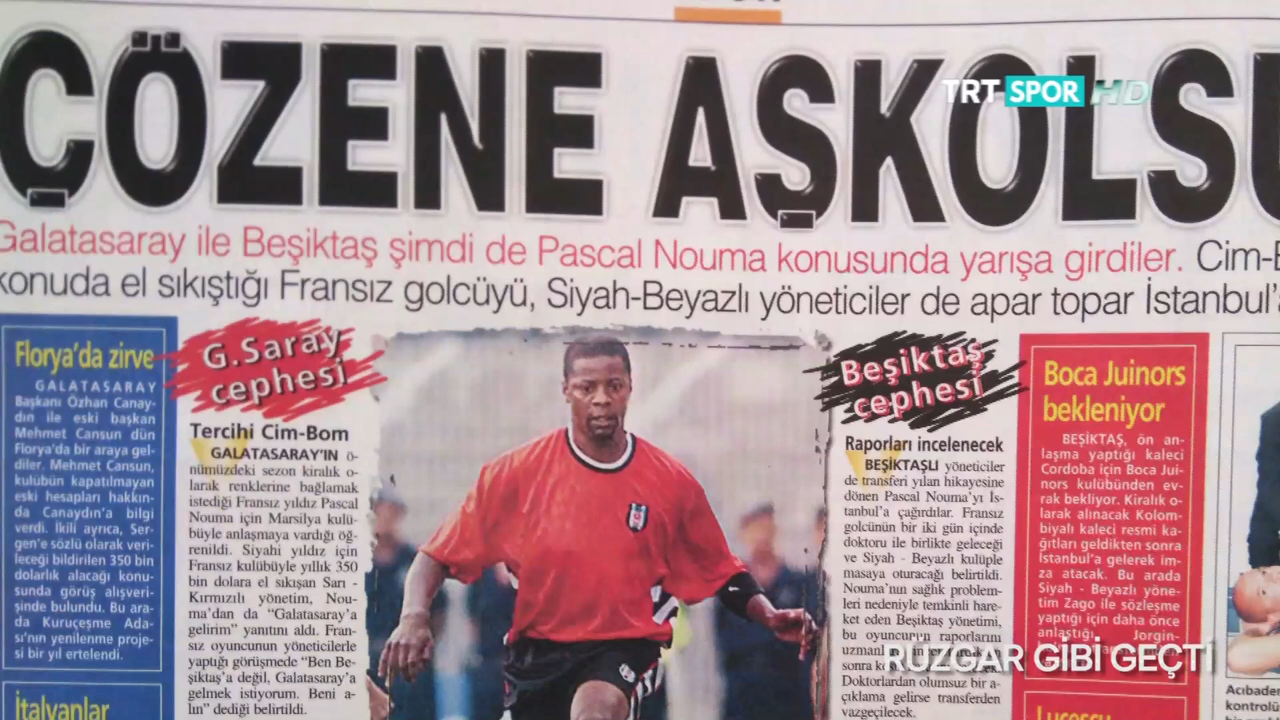 ÇÖZENE AŞKOLSU
TRT SPOR HD
Galatasaray ile Beşiktaş şimdi de Pascal Nouma konusunda yarışa girdiler. Cim-B
konuda el sıkıştığı Fransız golcüyü, Siyah-Beyazlı yöneticiler de apar topar İstanbul'
Florya'da zirve
GALATASARAY
Başkanı Özhan Canay-
dın ile eski başkan
Mehmet Cansun dün
Florya'da bir araya gel-
diler. Mehmet Cansun,
kulübün kapatılmayan
eski hesapları hakkın-
da Canaydın'a bilgi
verdi. İkili ayrıca, Ser-
gen'e sözlü olarak veri-
leceği bildirilen 350 bin
dolarlık alacağı konu-
sunda görüş alışveri-
şinde bulundu. Bu ara-
da Kuruçeşme Ada-
sı'nın yenilenme proje-
si bir yıl ertelendi.
İtalyanlar
G.Saray
cephesi
Tercihi Cim-Bom
GALATASARAY'IN ö-
nümüzdeki sezon kiralık o-
larak renklerine bağlamak
istediği Fransız yıldız Pascal
Nouma için Marsilya kulü-
büyle anlaşmaya vardığı öğ-
renildi. Siyahi yıldız için
Fransız kulübüyle yıllık 350
bin dolara el sıkışan Sarı -
Kırmızılı yönetim, Nou-
ma'dan da “Galatasaray'a
gelirim” yanıtını aldı. Fran-
sız oyuncunun yöneticilerle
yaptığı görüşmede “Ben Be-
şiktaş'a değil, Galatasaray'a
gelmek istiyorum. Beni a-
lın” dediği belirtildi.
Beşiktaş
cephesi
Raporları incelenecek
BEŞİKTAŞLI yöneticiler
de transferi yılan hikayesine
dönen Pascal Nouma'yı İs-
tanbul'a çağırdılar. Fransız
golcünün bir iki gün içinde
doktoru ile birlikte geleceği
ve Siyah - Beyazlı kulüple
masaya oturacağı belirtildi.
Nouma'nın sağlık problem-
leri nedeniyle temkinli hare-
ket eden Beşiktaş yönetimi,
bu oyuncunun raporlarını
uzmanlara
sonra
Doktorlardan olumsuz bir a-
çıklama gelirse transferden
vazgeçilecek.
Boca Juinors
bekleniyor
BEŞİKTAŞ, ön an-
laşma yaptığı kaleci
Cordoba için Boca Jui-
nors kulübünden ev-
rak bekliyor. Kiralık o-
larak alınacak Kolom-
biyalı kaleci resmi ka-
ğıtları geldikten sonra
İstanbul'a gelerek im-
za atacak. Bu arada
Siyah - Beyazlı yöne-
tim Zago ile sözleşme
yaptığı için daha önce
anlaştığı, Jorgin-
Lucescu
Acıbadem
kontrolü
RÜZGAR GİBİ GEÇTİ